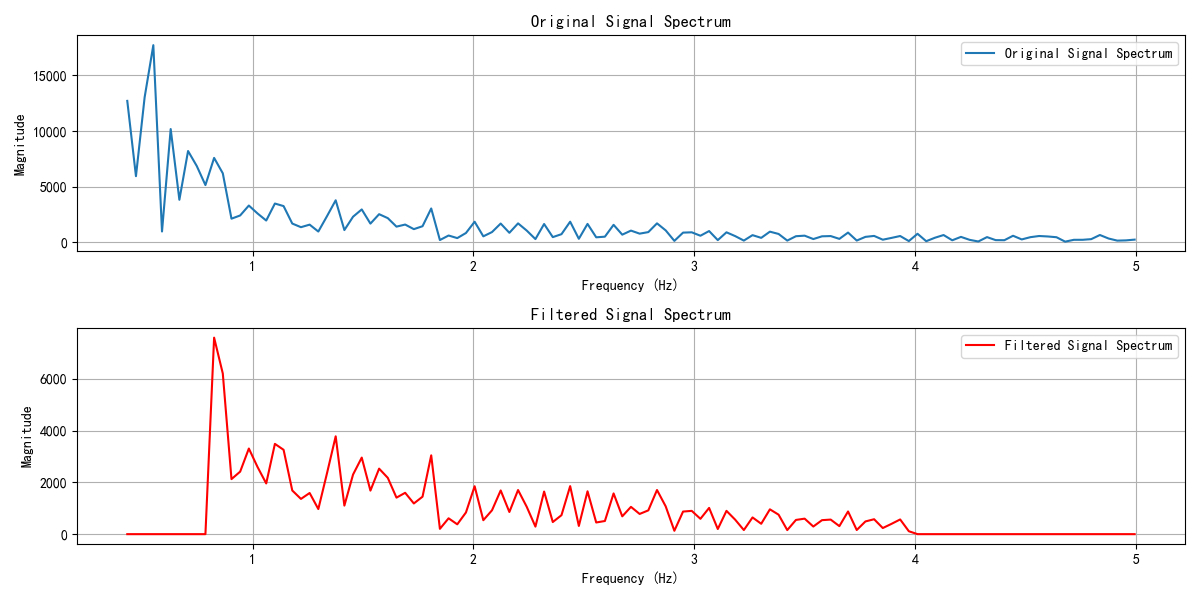 Original Signal Spectrum
Original Signal Spectrum
Magnitude
15000
10000
5000
0
1 2 3 4 5
Frequency (Hz)
Filtered Signal Spectrum
Filtered Signal Spectrum
Magnitude
6000
4000
2000
0
1 2 3 4 5
Frequency (Hz)